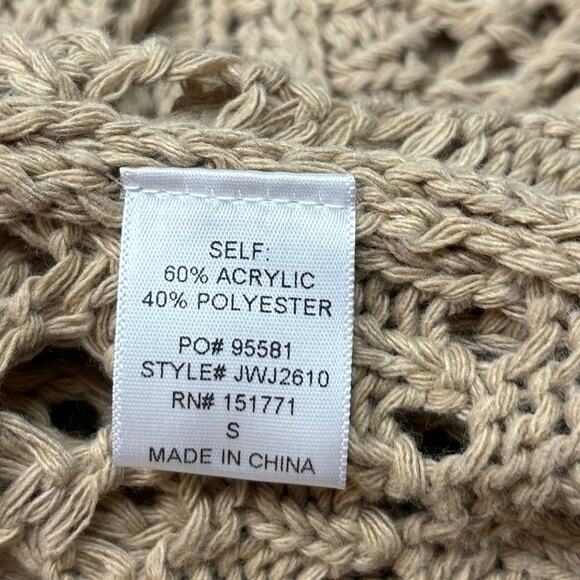 SELF:
60% ACRYLIC
40% POLYESTER
PO# 95581
STYLE# JWJ2610
RN# 151771
S
MADE IN CHINA